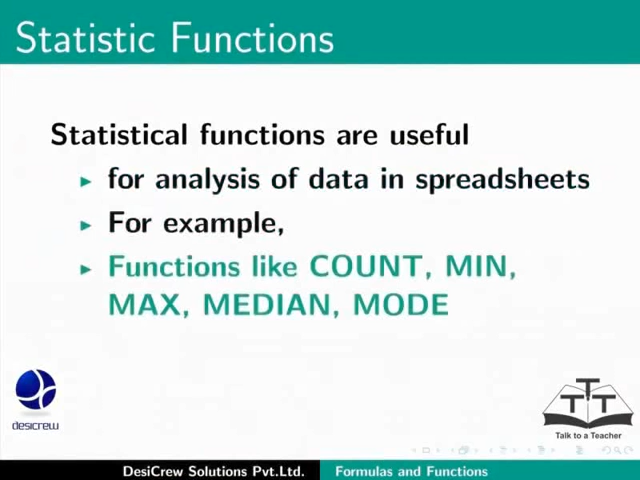 Statistic Functions
Statistical functions are useful
for analysis of data in spreadsheets
For example,
Functions like COUNT, MIN,
MAX, MEDIAN, MODE
desicrew
TTT
Talk to a Teacher
DesiCrew Solutions Pvt.Ltd. Formulas and Functions